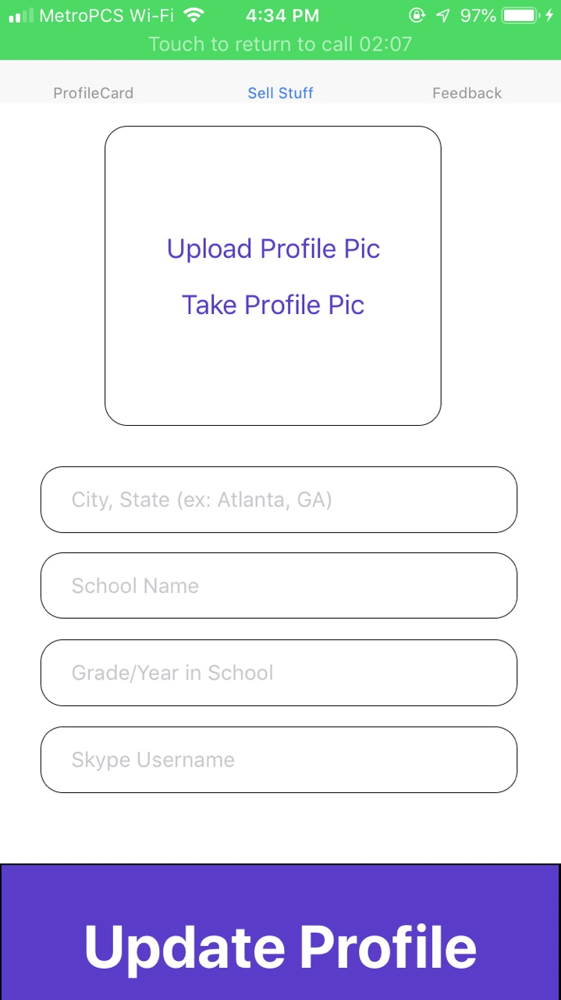 MetroPCS Wi-Fi 4:34 PM 97%
Touch to return to call 02:07
ProfileCard Sell Stuff Feedback
Upload Profile Pic
Take Profile Pic
City, State (ex: Atlanta, GA)
School Name
Grade/Year in School
Skype Username
Update Profile